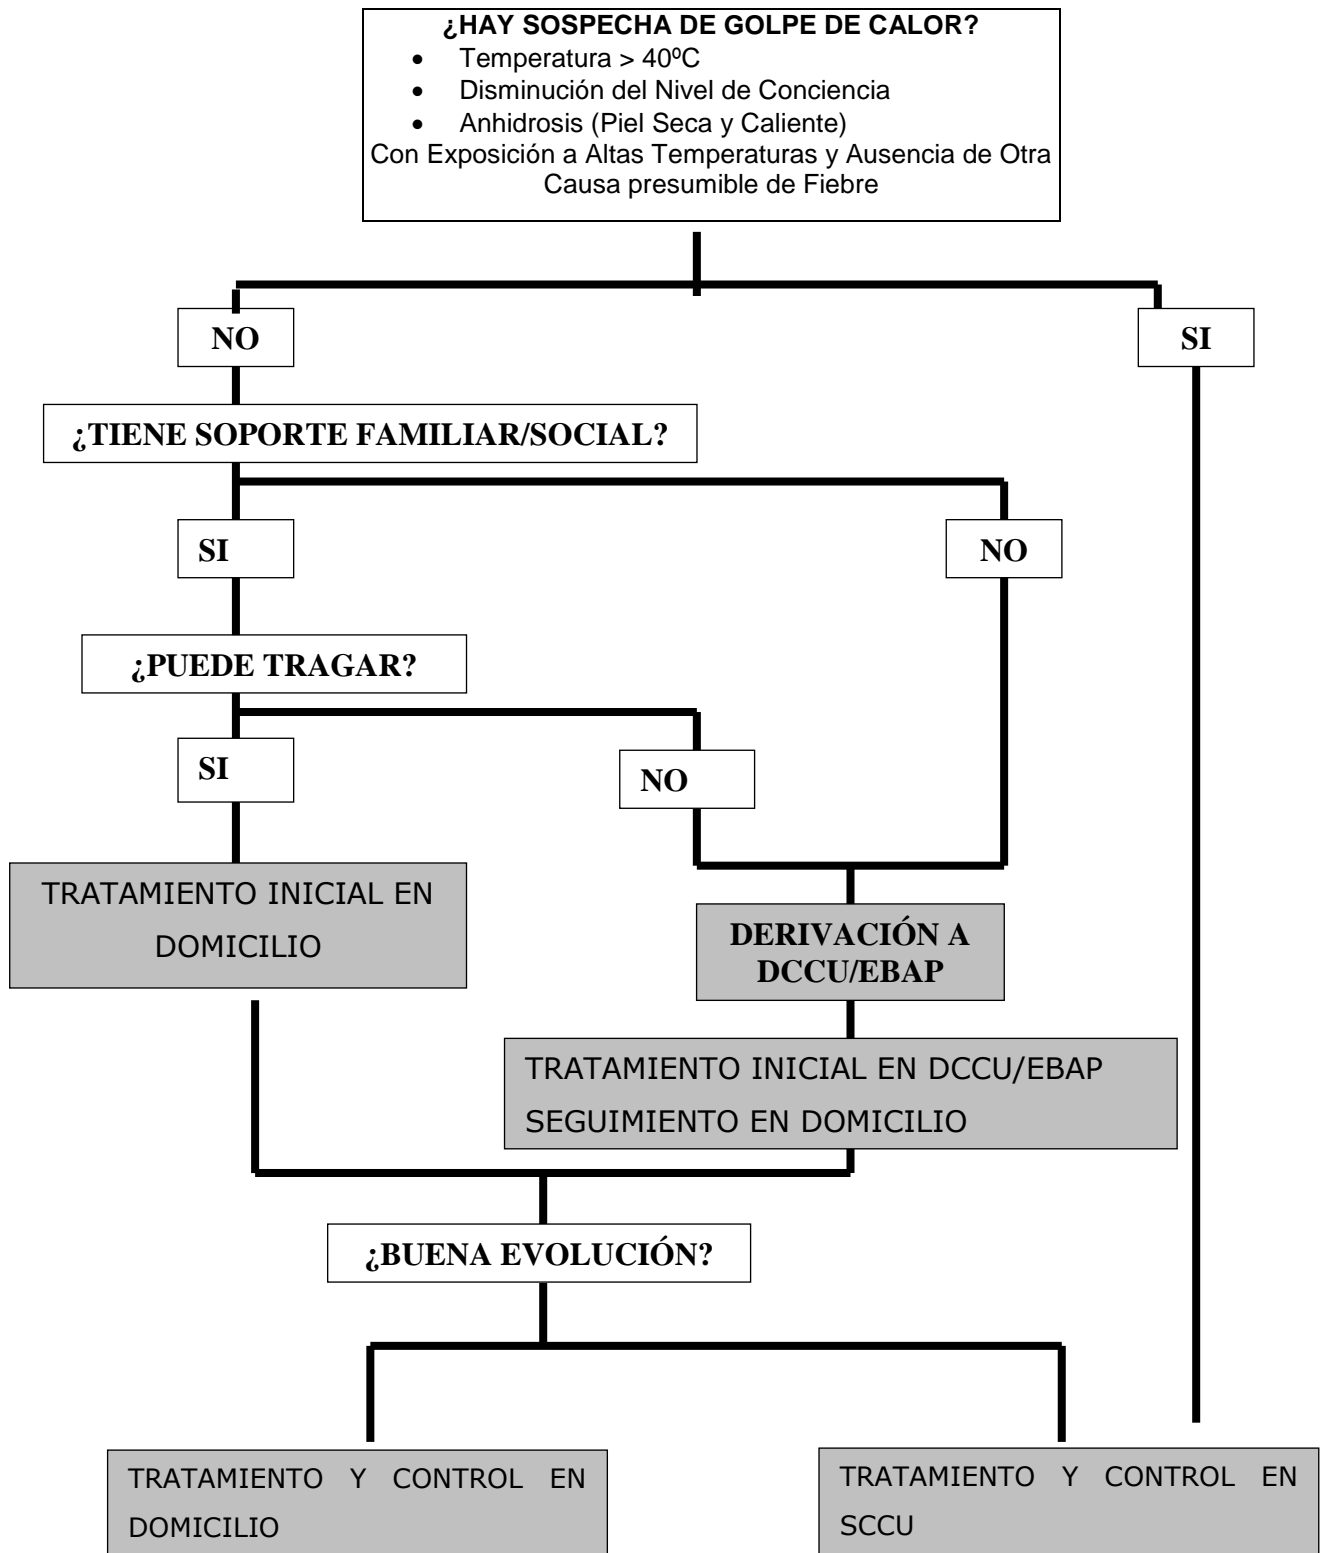 ¿HAY SOSPECHA DE GOLPE DE CALOR?
• Temperatura > 40ºC
• Disminución del Nivel de Conciencia
• Anhidrosis (Piel Seca y Caliente)
Con Exposición a Altas Temperaturas y Ausencia de Otra
Causa presumible de Fiebre
NO
SI
¿TIENE SOPORTE FAMILIAR/SOCIAL?
SI
NO
¿PUEDE TRAGAR?
SI
NO
TRATAMIENTO INICIAL EN
DOMICILIO
DERIVACIÓN A
DCCU/EBAP
TRATAMIENTO INICIAL EN DCCU/EBAP
SEGUIMIENTO EN DOMICILIO
¿BUENA EVOLUCIÓN?
TRATAMIENTO Y CONTROL EN
DOMICILIO
TRATAMIENTO Y CONTROL EN
SCCU